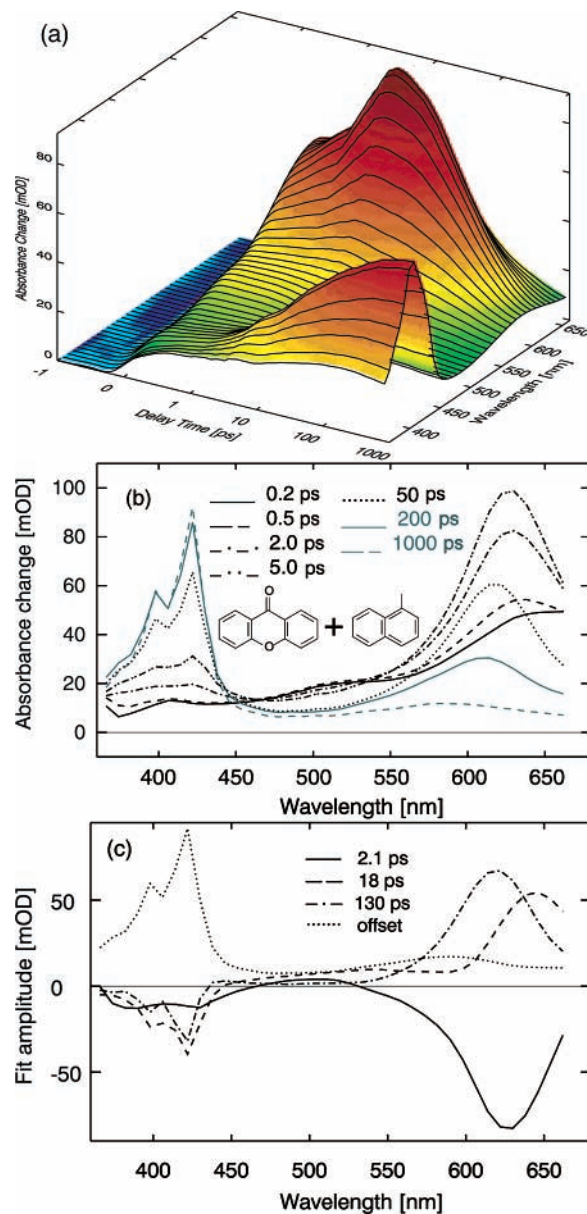 (a)
Absorbance Change [mOD]
80
60
40
20
0
-1
0
1
10
100
1000
Delay Time [ps]
400
450
500
550
600
650
Wavelength [nm]
(b)
Absorbance change [mOD]
100
80
60
40
20
0
0.2 ps
0.5 ps
2.0 ps
5.0 ps
50 ps
200 ps
1000 ps
O
O
+
400
450
500
550
600
650
Wavelength [nm]
(c)
Fit amplitude [mOD]
50
0
-50
2.1 ps
18 ps
130 ps
offset
400
450
500
550
600
650
Wavelength [nm]